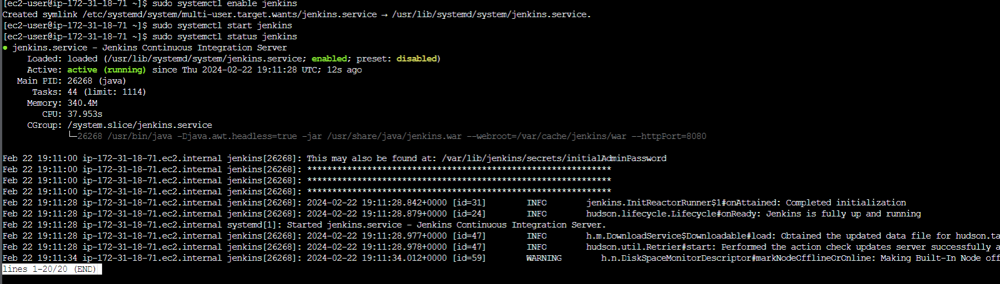 [ec2-user@ip-172-31-18-71 ~]$ sudo systemctl enable jenkins
Created symlink /etc/systemd/system/multi-user.target.wants/jenkins.service → /usr/lib/systemd/system/jenkins.service.
[ec2-user@ip-172-31-18-71 ~]$ sudo systemctl start jenkins
[ec2-user@ip-172-31-18-71 ~]$ sudo systemctl status jenkins
● jenkins.service - Jenkins Continuous Integration Server
     Loaded: loaded (/usr/lib/systemd/system/jenkins.service; enabled; preset: disabled)
     Active: active (running) since Thu 2024-02-22 19:11:28 UTC; 12s ago
   Main PID: 26268 (java)
      Tasks: 44 (limit: 1114)
     Memory: 340.4M
        CPU: 37.953s
     CGroup: /system.slice/jenkins.service
             └─26268 /usr/bin/java -Djava.awt.headless=true -jar /usr/share/java/jenkins.war --webroot=/var/cache/jenkins/war --httpPort=8080
Feb 22 19:11:00 ip-172-31-18-71.ec2.internal jenkins[26268]: This may also be found at: /var/lib/jenkins/secrets/initialAdminPassword
Feb 22 19:11:00 ip-172-31-18-71.ec2.internal jenkins[26268]: *************************************************************
Feb 22 19:11:00 ip-172-31-18-71.ec2.internal jenkins[26268]: *************************************************************
Feb 22 19:11:00 ip-172-31-18-71.ec2.internal jenkins[26268]: *************************************************************
Feb 22 19:11:28 ip-172-31-18-71.ec2.internal jenkins[26268]: 2024-02-22 19:11:28.842+0000 [id=31]        INFO        jenkins.InitReactorRunner$1#onAttained: Completed initialization
Feb 22 19:11:28 ip-172-31-18-71.ec2.internal jenkins[26268]: 2024-02-22 19:11:28.879+0000 [id=24]        INFO        hudson.lifecycle.Lifecycle#onReady: Jenkins is fully up and running
Feb 22 19:11:28 ip-172-31-18-71.ec2.internal systemd[1]: Started jenkins.service - Jenkins Continuous Integration Server.
Feb 22 19:11:28 ip-172-31-18-71.ec2.internal jenkins[26268]: 2024-02-22 19:11:28.977+0000 [id=47]        INFO        h.m.DownloadService$Downloadable#load: Obtained the updated data file for hudson.ta
Feb 22 19:11:28 ip-172-31-18-71.ec2.internal jenkins[26268]: 2024-02-22 19:11:28.978+0000 [id=47]        INFO        hudson.util.Retrier#start: Performed the action check updates server successfully a
Feb 22 19:11:34 ip-172-31-18-71.ec2.internal jenkins[26268]: 2024-02-22 19:11:34.012+0000 [id=59]        WARNING        h.n.DiskSpaceMonitorDescriptor#markNodeOfflineOrOnline: Making Built-In Node off
lines 1-20/20 (END)